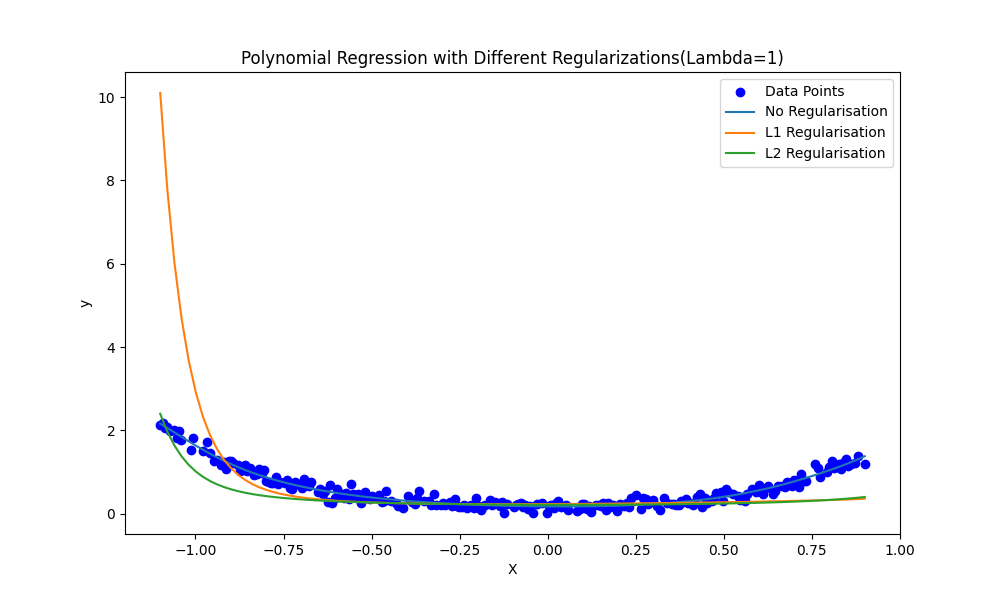 Polynomial Regression with Different Regularizations(Lambda=1)
Data Points
No Regularisation
L1 Regularisation
L2 Regularisation
10
8
6
4
2
0
y
−1.00
−0.75
−0.50
−0.25
0.00
0.25
0.50
0.75
1.00
X